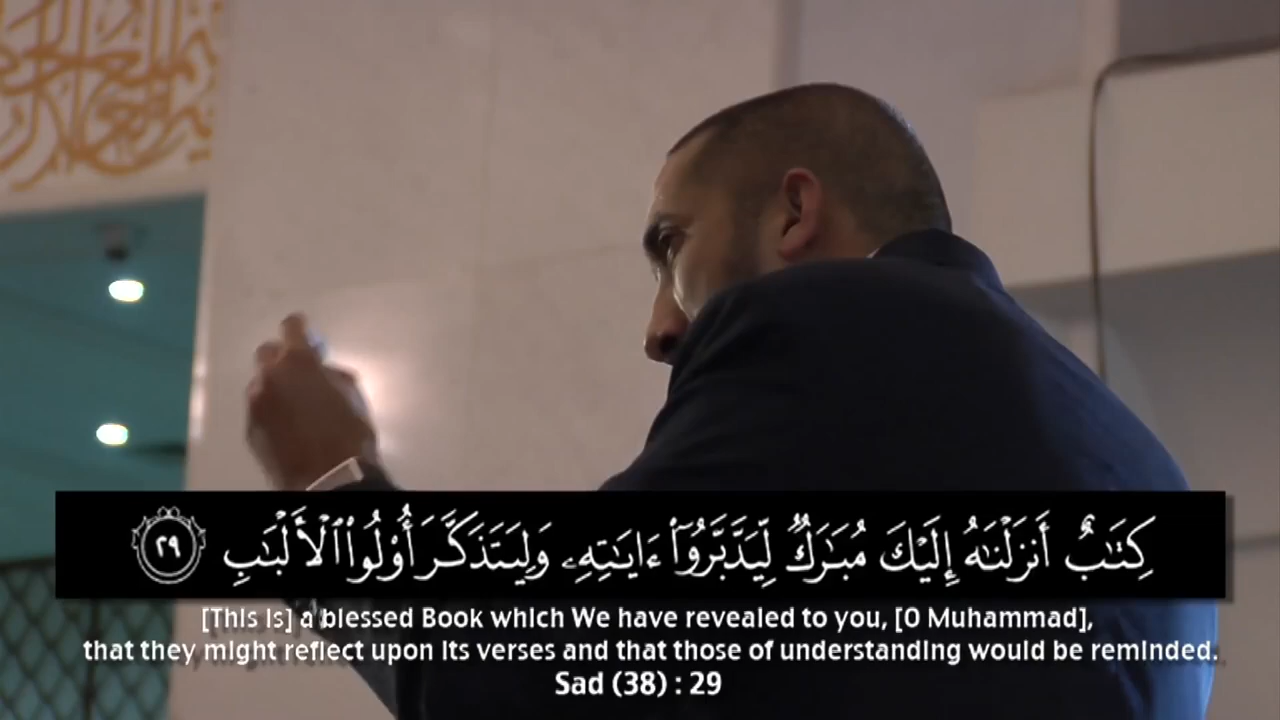 كِتَـٰبٌ أَنزَلْنَـٰهُ إِلَيْكَ مُبَـٰرَكٌ لِّيَدَّبَّرُوٓا۟ ءَايَـٰتِهِۦ وَلِيَتَذَكَّرَ أُو۟لُوا۟ ٱلْأَلْبَـٰبِ ٢٩
[This is] a blessed Book which We have revealed to you, [O Muhammad],
that they might reflect upon its verses and that those of understanding would be reminded.
Sad (38) : 29